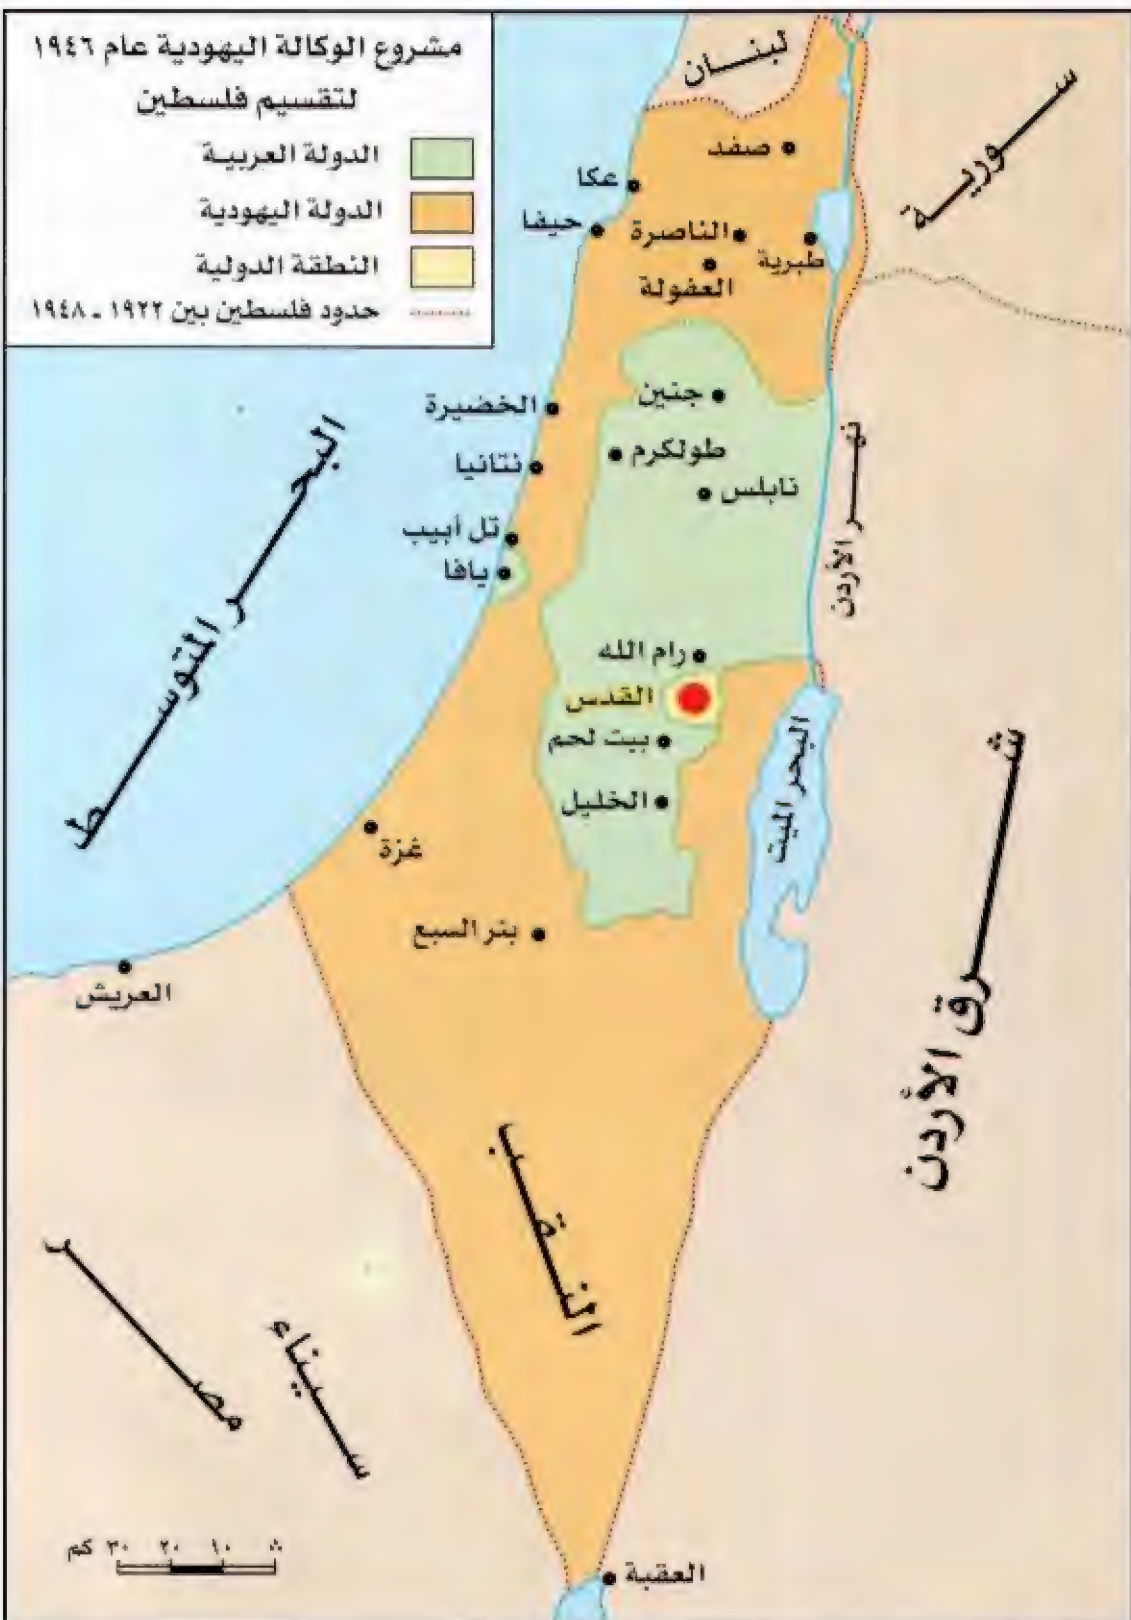 مشروع الوكالة اليهودية عام ١٩٤٦
لتقسيم فلسطين
الدولة العربية
الدولة اليهودية
النطقة الدولية
حدود فلسطين بين ١٩٢٢ - ١٩٤٨
لبنان
سورية
صفد
عكا
حيفا
الناصرة
طبرية
العفولة
جنين
الخضيرة
طولكرم
نتانيا
نابلس
تل أبيب
يافا
نهر الأردن
البحر المتوسط
رام الله
القدس
بيت لحم
الخليل
البحر الميت
غزة
بئر السبع
العريش
شرق الأردن
النقب
مصر
سيناء
٣٠ ٢٠ ١٠ كم
العقبة